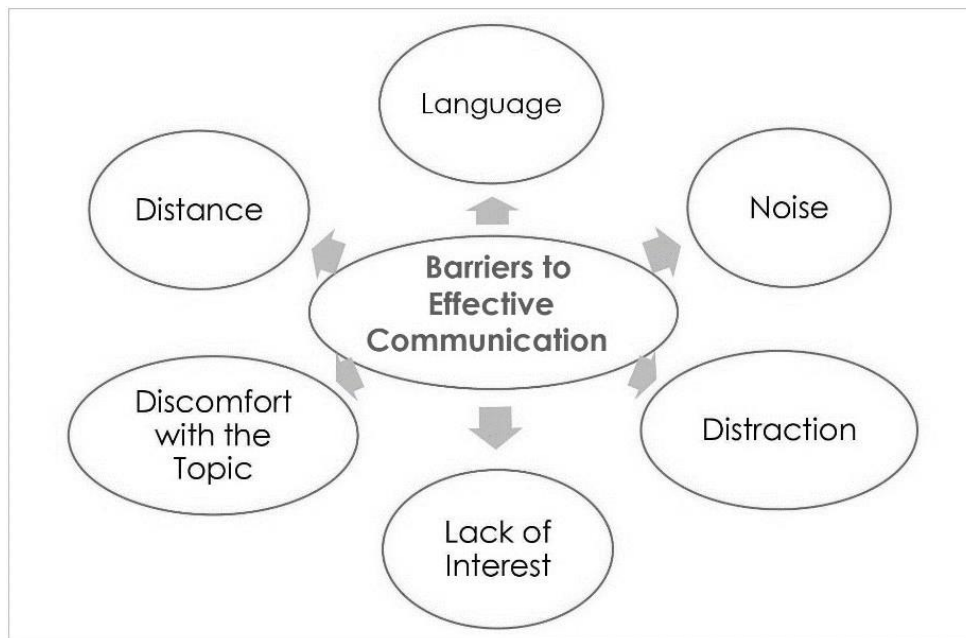 Language
Distance
Noise
Barriers to
Effective
Communication
Discomfort
with the
Topic
Distraction
Lack of
Interest